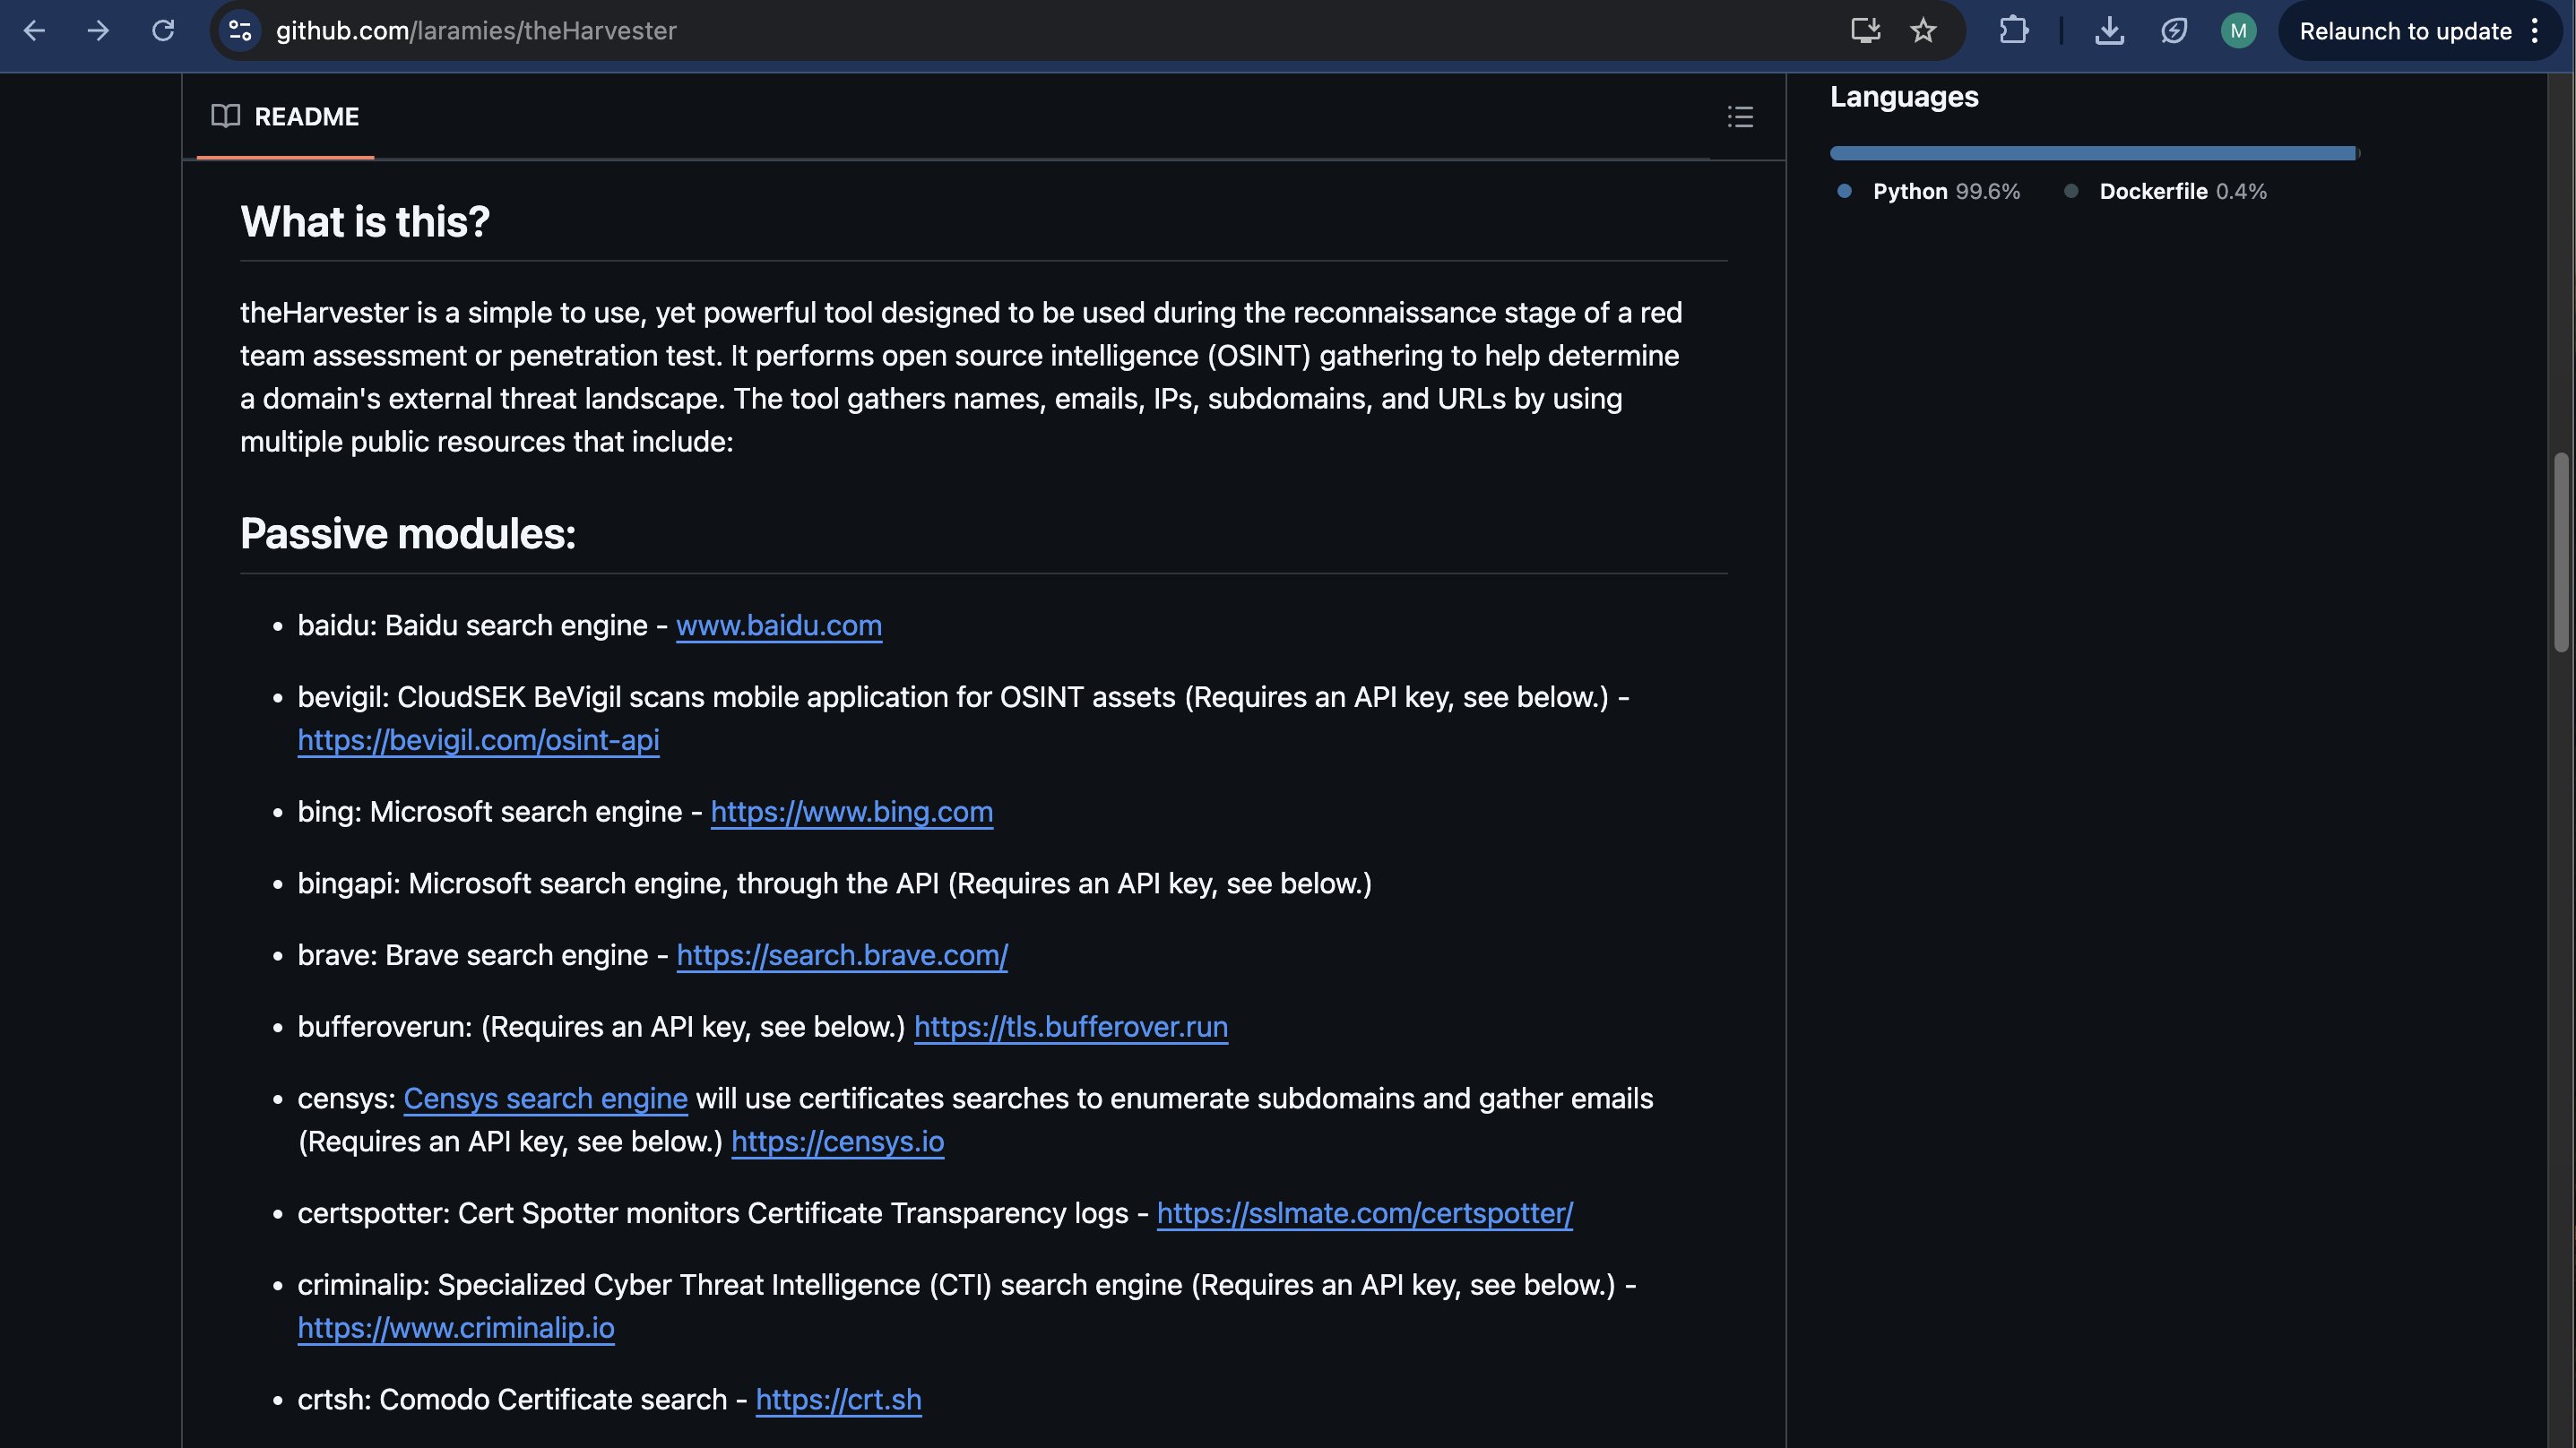 github.com/laramies/theHarvester
M
Relaunch to update
README
Languages
Python 99.6%
Dockerfile 0.4%
What is this?
theHarvester is a simple to use, yet powerful tool designed to be used during the reconnaissance stage of a red
team assessment or penetration test. It performs open source intelligence (OSINT) gathering to help determine
a domain's external threat landscape. The tool gathers names, emails, IPs, subdomains, and URLs by using
multiple public resources that include:
Passive modules:
• baidu: Baidu search engine - www.baidu.com
• bevigil: CloudSEK BeVigil scans mobile application for OSINT assets (Requires an API key, see below.) -
https://bevigil.com/osint-api
• bing: Microsoft search engine - https://www.bing.com
• bingapi: Microsoft search engine, through the API (Requires an API key, see below.)
• brave: Brave search engine - https://search.brave.com/
• bufferoverun: (Requires an API key, see below.) https://tls.bufferover.run
• censys: Censys search engine will use certificates searches to enumerate subdomains and gather emails
(Requires an API key, see below.) https://censys.io
• certspotter: Cert Spotter monitors Certificate Transparency logs - https://sslmate.com/certspotter/
• criminalip: Specialized Cyber Threat Intelligence (CTI) search engine (Requires an API key, see below.) -
https://www.criminalip.io
• crtsh: Comodo Certificate search - https://crt.sh